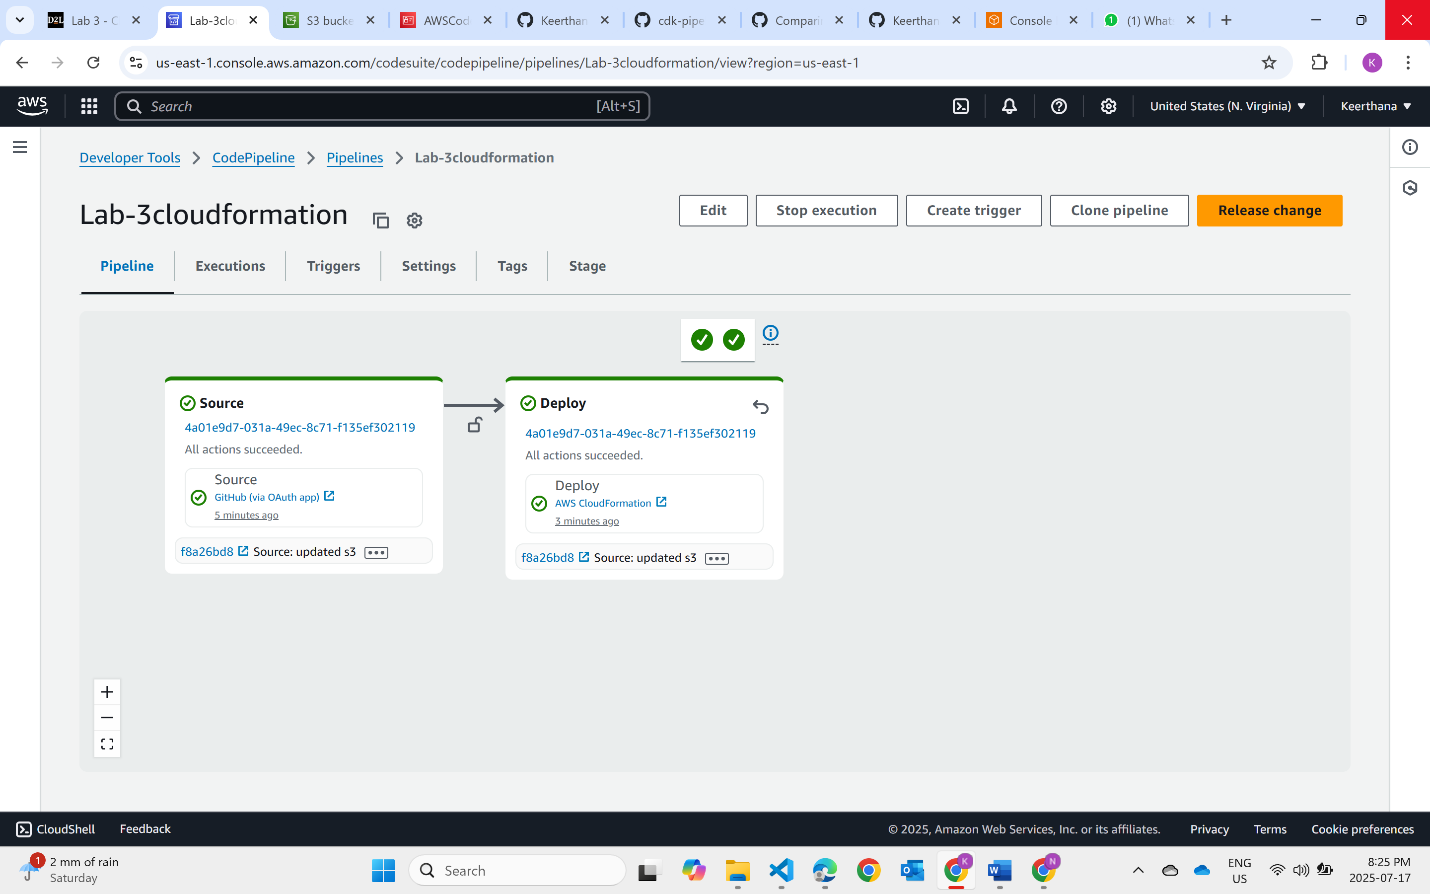 D2L Lab 3 - C
Lab-3clo
S3 bucke
AWSCod
Keerthan
cdk-pipe
Compari
Keerthan
Console
1 (1) What
us-east-1.console.aws.amazon.com/codesuite/codepipeline/pipelines/Lab-3cloudformation/view?region=us-east-1
K
aws
Search [Alt+S]
United States (N. Virginia)
Keerthana
Developer Tools
CodePipeline
Pipelines
Lab-3cloudformation
Lab-3cloudformation
Edit
Stop execution
Create trigger
Clone pipeline
Release change
Pipeline
Executions
Triggers
Settings
Tags
Stage
Source
4a01e9d7-031a-49ec-8c71-f135ef302119
All actions succeeded.
Source
GitHub (via OAuth app)
5 minutes ago
f8a26bd8 Source: updated s3
Deploy
4a01e9d7-031a-49ec-8c71-f135ef302119
All actions succeeded.
Deploy
AWS CloudFormation
3 minutes ago
f8a26bd8 Source: updated s3
CloudShell
Feedback
© 2025, Amazon Web Services, Inc. or its affiliates.
Privacy
Terms
Cookie preferences
1
2 mm of rain
Saturday
Search
K
N
ENG
US
8:25 PM
2025-07-17